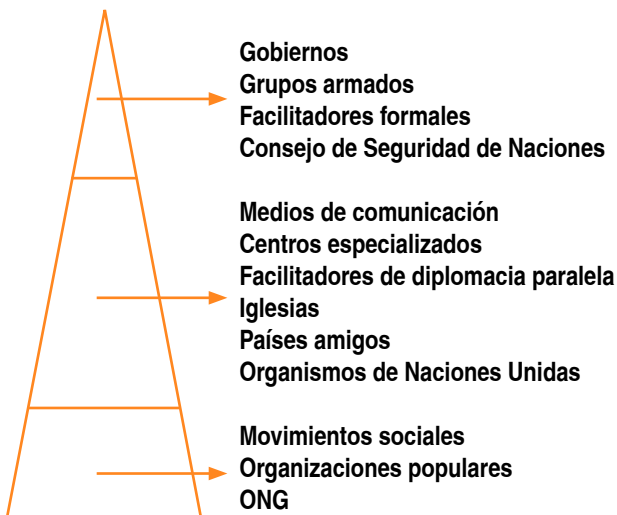 Gobiernos
Grupos armados
Facilitadores formales
Consejo de Seguridad de Naciones
Medios de comunicación
Centros especializados
Facilitadores de diplomacia paralela
Iglesias
Países amigos
Organismos de Naciones Unidas
Movimientos sociales
Organizaciones populares
ONG